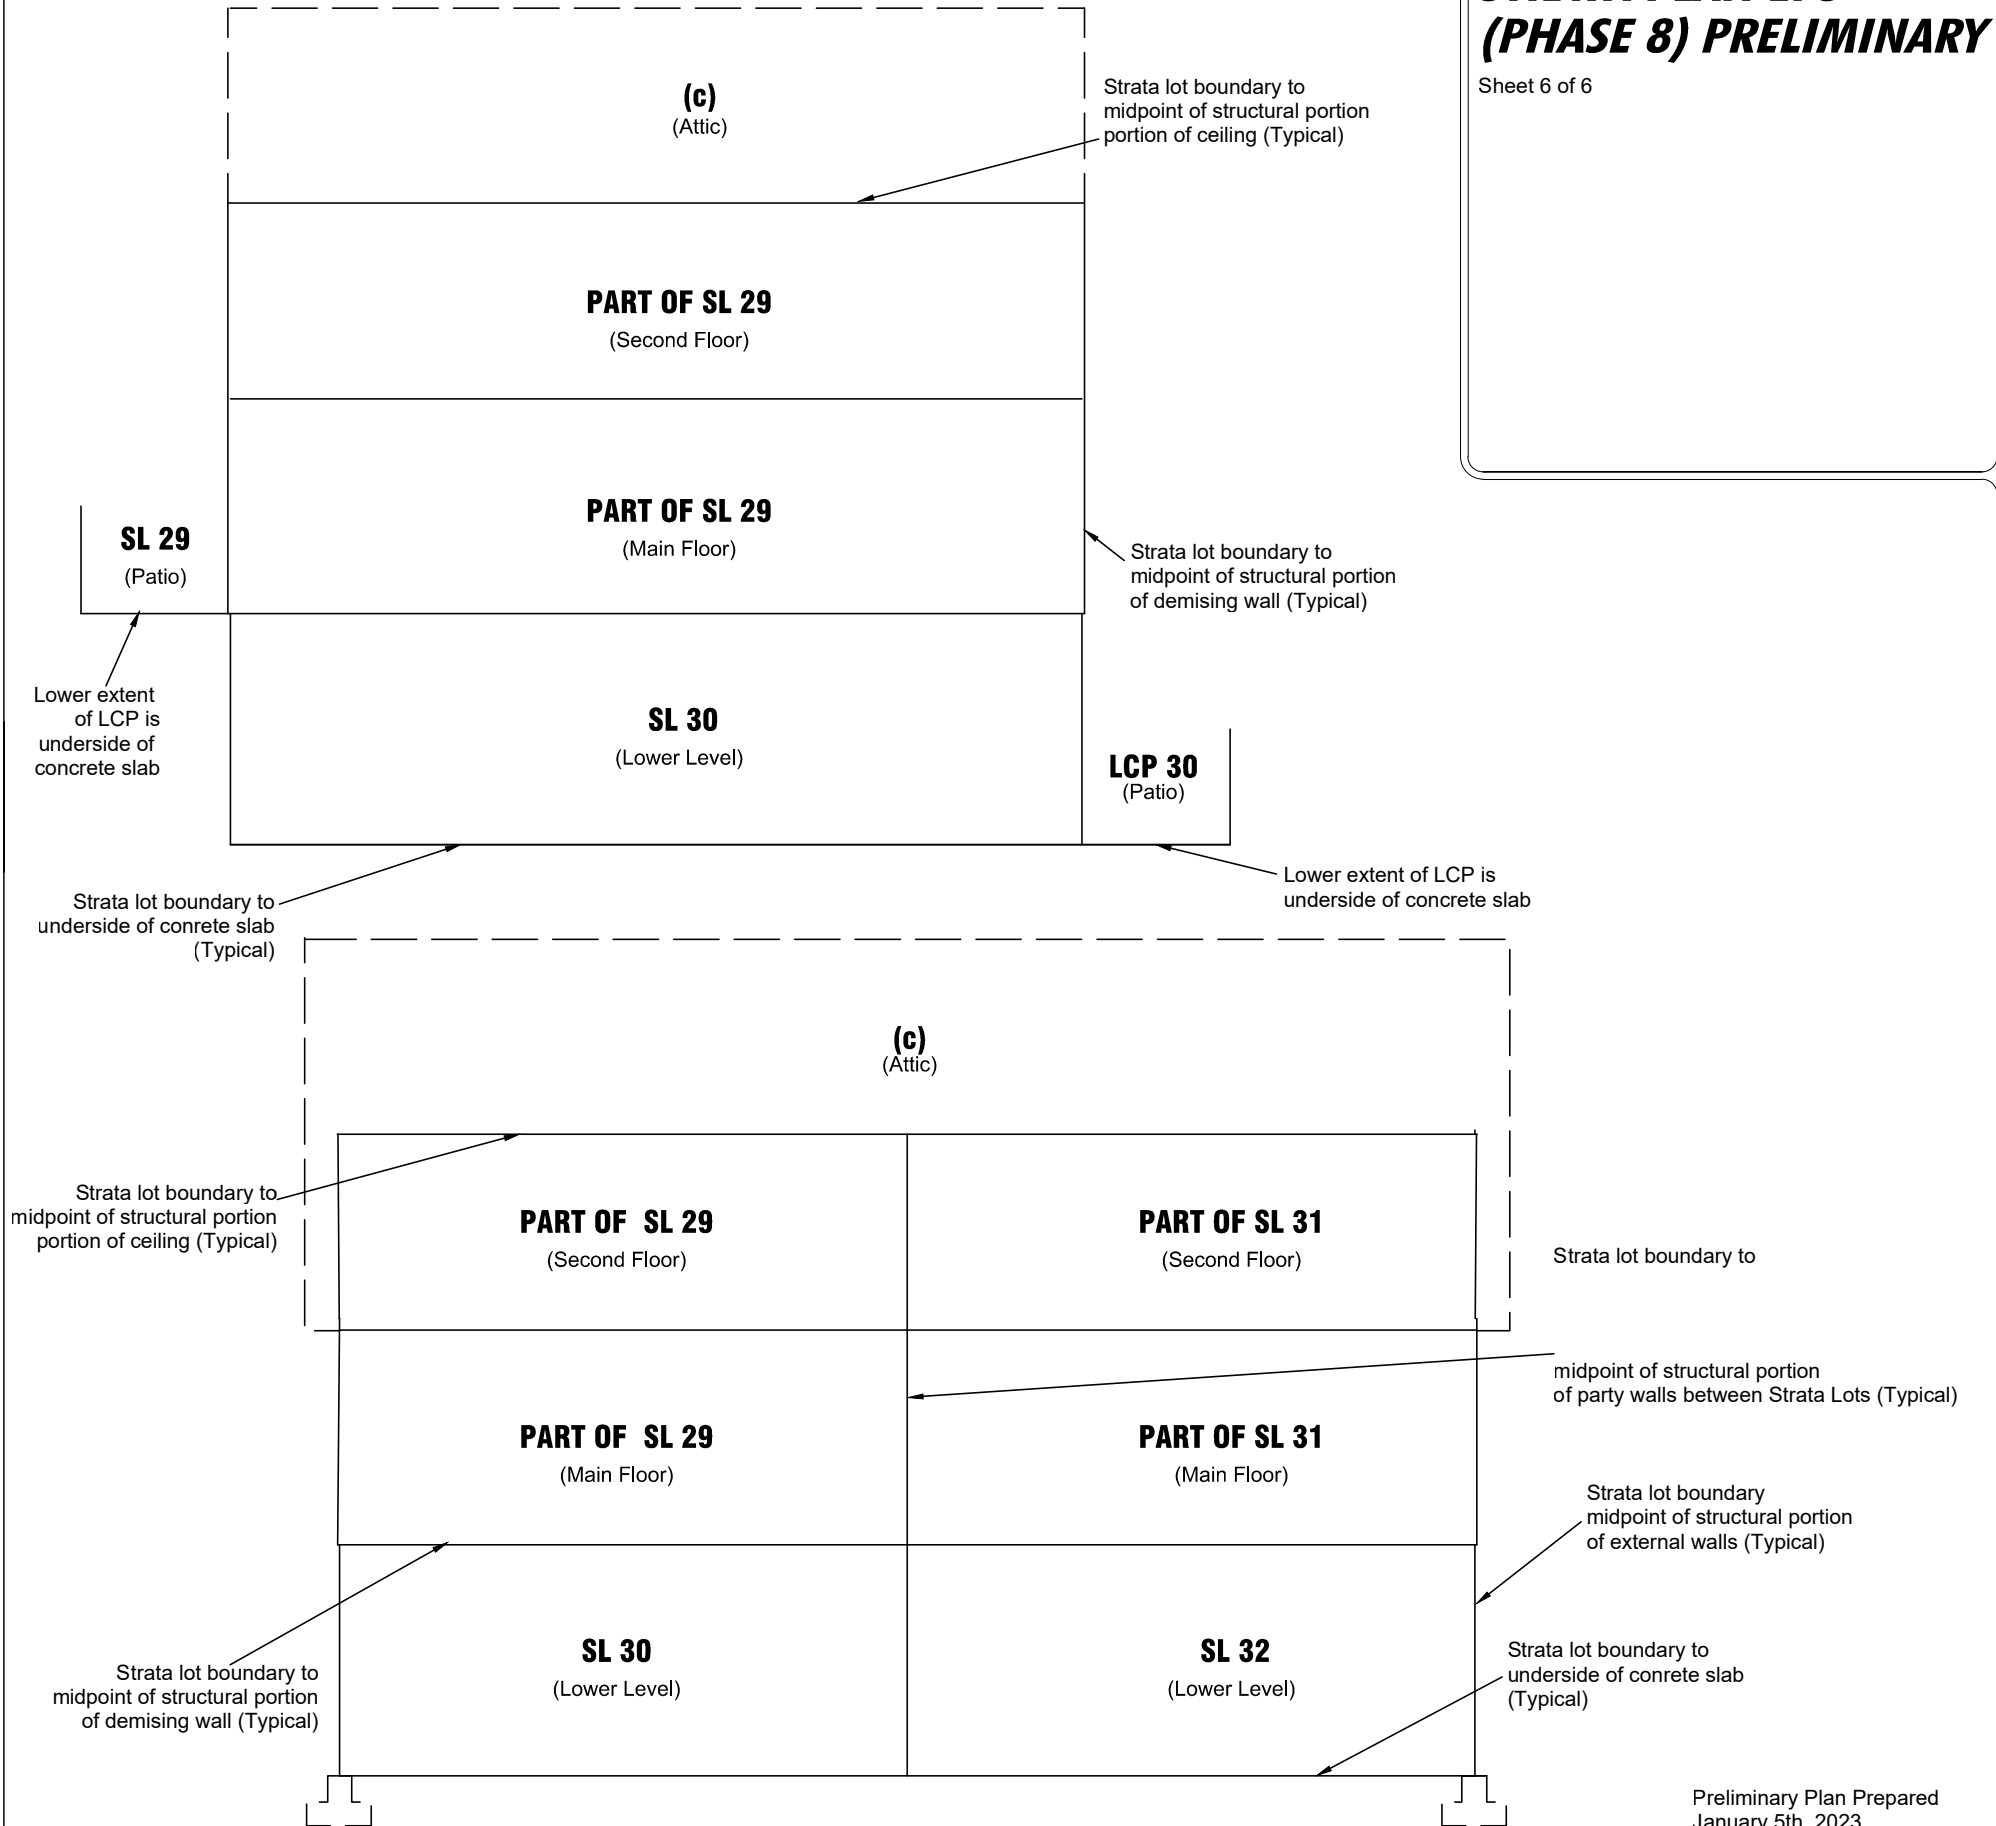 (PHASE 8) PRELIMINARY
Sheet 6 of 6
(c)
(Attic)
Strata lot boundary to
midpoint of structural portion
portion of ceiling (Typical)
PART OF SL 29
(Second Floor)
PART OF SL 29
(Main Floor)
SL 29
(Patio)
Strata lot boundary to
midpoint of structural portion
of demising wall (Typical)
Lower extent
of LCP is
underside of
concrete slab
SL 30
(Lower Level)
LCP 30
(Patio)
Strata lot boundary to
underside of conrete slab
(Typical)
Lower extent of LCP is
underside of concrete slab
(c)
(Attic)
Strata lot boundary to
midpoint of structural portion
portion of ceiling (Typical)
PART OF SL 29
(Second Floor)
PART OF SL 31
(Second Floor)
Strata lot boundary to
midpoint of structural portion
of party walls between Strata Lots (Typical)
PART OF SL 29
(Main Floor)
PART OF SL 31
(Main Floor)
Strata lot boundary
midpoint of structural portion
of external walls (Typical)
Strata lot boundary to
midpoint of structural portion
of demising wall (Typical)
SL 30
(Lower Level)
SL 32
(Lower Level)
Strata lot boundary to
underside of conrete slab
(Typical)
Preliminary Plan Prepared
January 5th, 2023